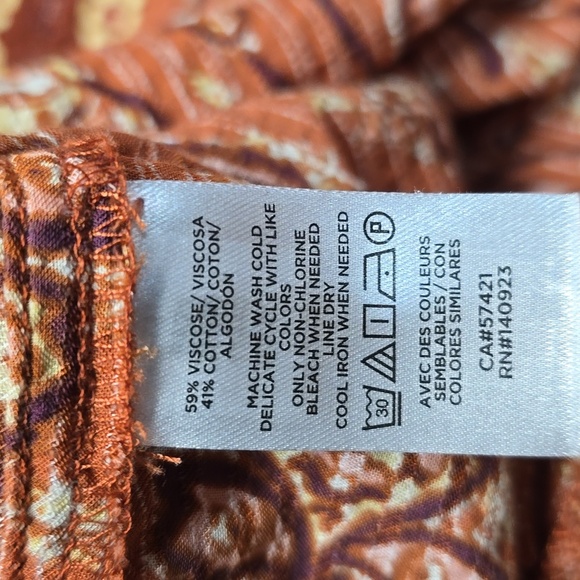 59% VISCOSE/ VISCOSA
41% COTTON/ COTON/
ALGODON
MACHINE WASH COLD
DELICATE CYCLE WITH LIKE
COLORS
ONLY NON-CHLORINE
BLEACH WHEN NEEDED
LINE DRY
COOL IRON WHEN NEEDED
30 P
AVEC DES COULEURS
SEMBLABLES / CON
COLORES SIMILARES
CA#57421
RN#140923